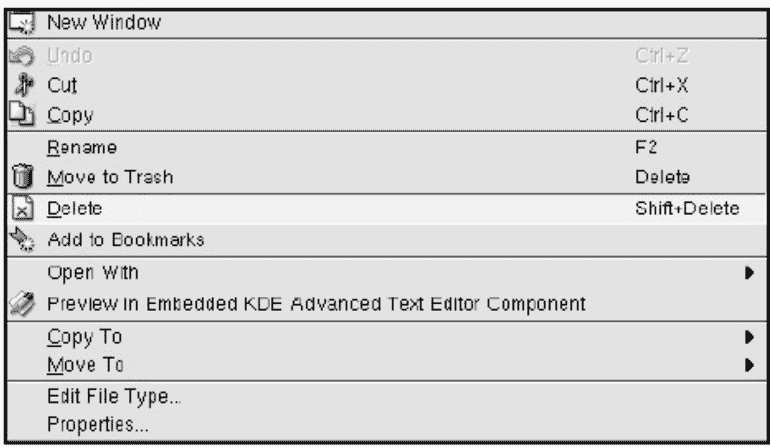 New Window
Undo Ctrl+Z
Cut Ctrl+X
Copy Ctrl+C
Rename F2
Move to Trash Delete
Delete Shift+Delete
Add to Bookmarks
Open With
Preview in Embedded KDE Advanced Text Editor Component
Copy To
Move To
Edit File Type...
Properties...